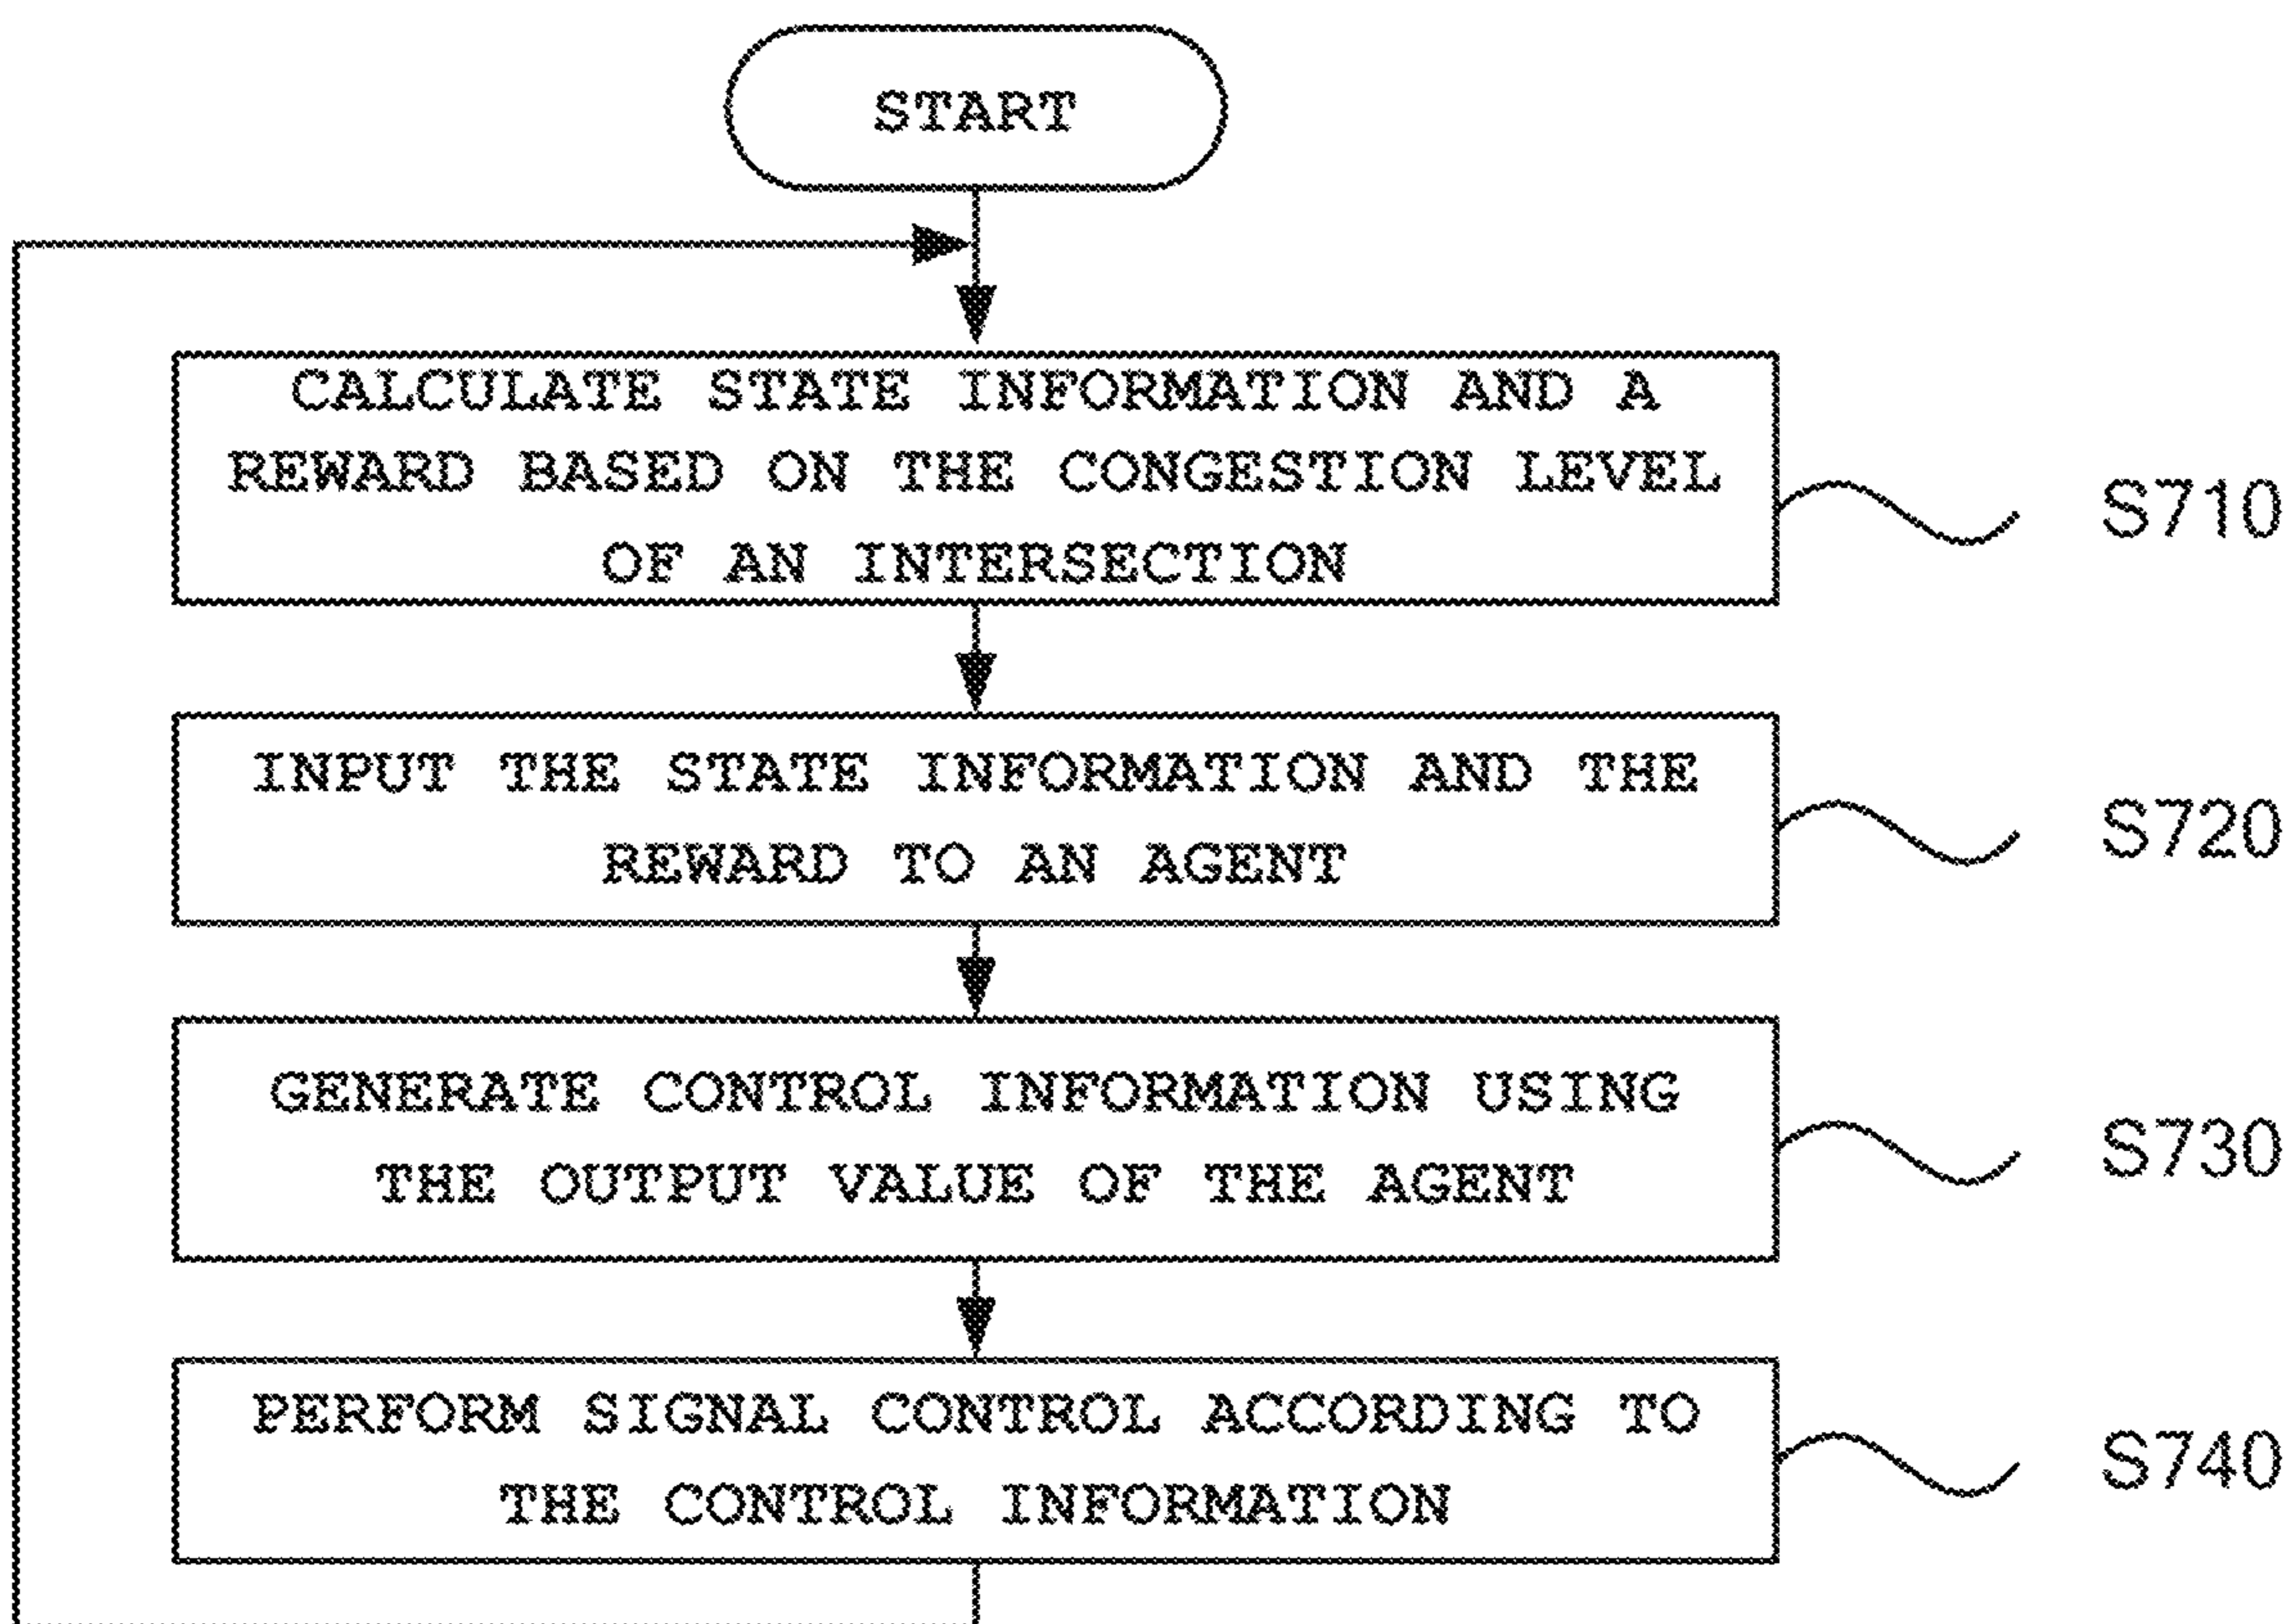 START
CALCULATE STATE INFORMATION AND A
REWARD BASED ON THE CONGESTION LEVEL
OF AN INTERSECTION
S710
INPUT THE STATE INFORMATION AND THE
REWARD TO AN AGENT
S720
GENERATE CONTROL INFORMATION USING
THE OUTPUT VALUE OF THE AGENT
S730
PERFORM SIGNAL CONTROL ACCORDING TO
THE CONTROL INFORMATION
S740